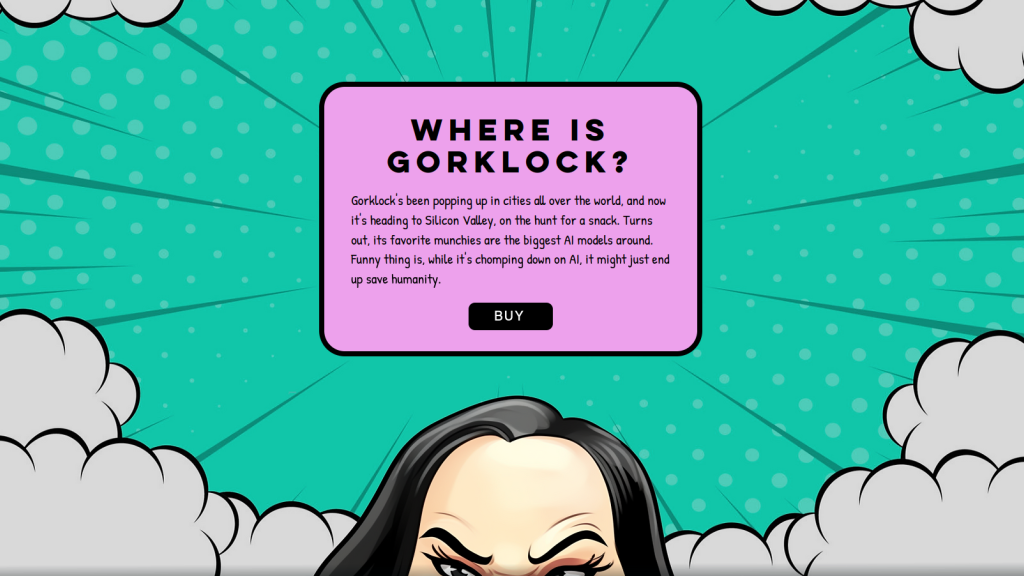 WHERE IS
GORKLOCK?
Gorklock's been popping up in cities all over the world, and now
it's heading to Silicon Valley, on the hunt for a snack. Turns
out, its favorite munchies are the biggest AI models around.
Funny thing is, while it's chomping down on AI, it might just end
up save humanity.
BUY